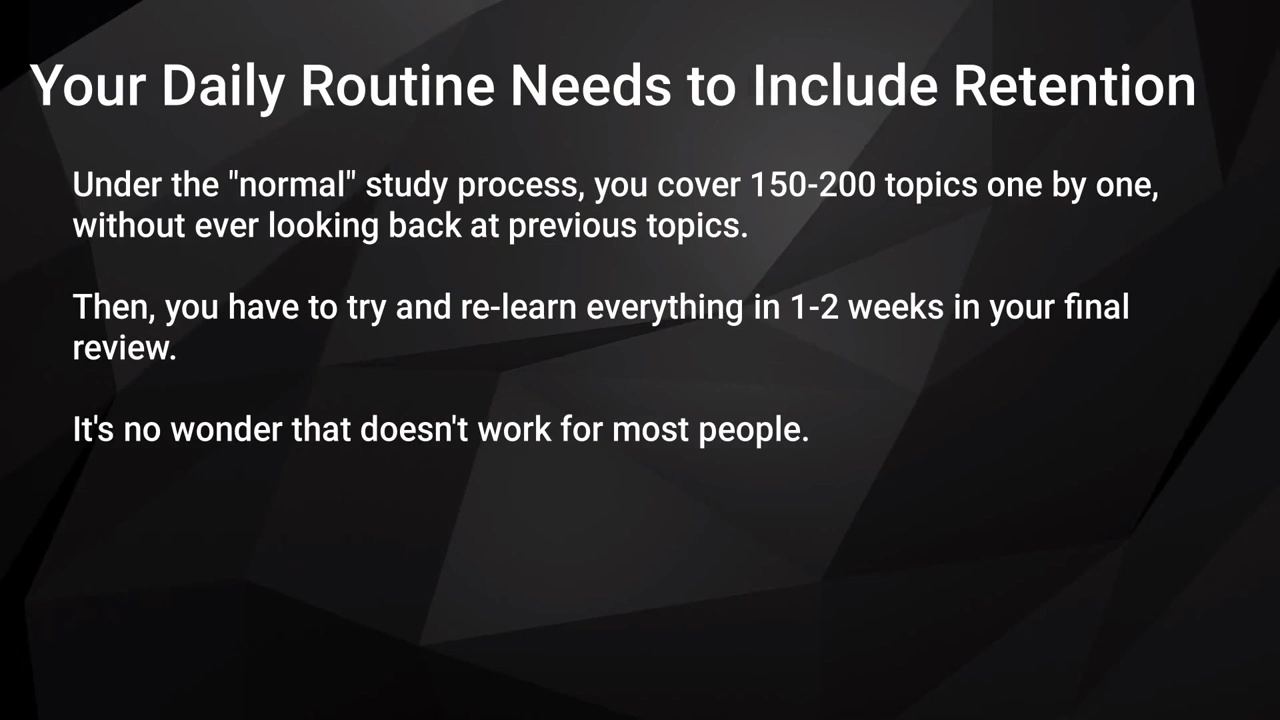 Your Daily Routine Needs to Include Retention
Under the "normal" study process, you cover 150-200 topics one by one,
without ever looking back at previous topics.
Then, you have to try and re-learn everything in 1-2 weeks in your final
review.
It's no wonder that doesn't work for most people.